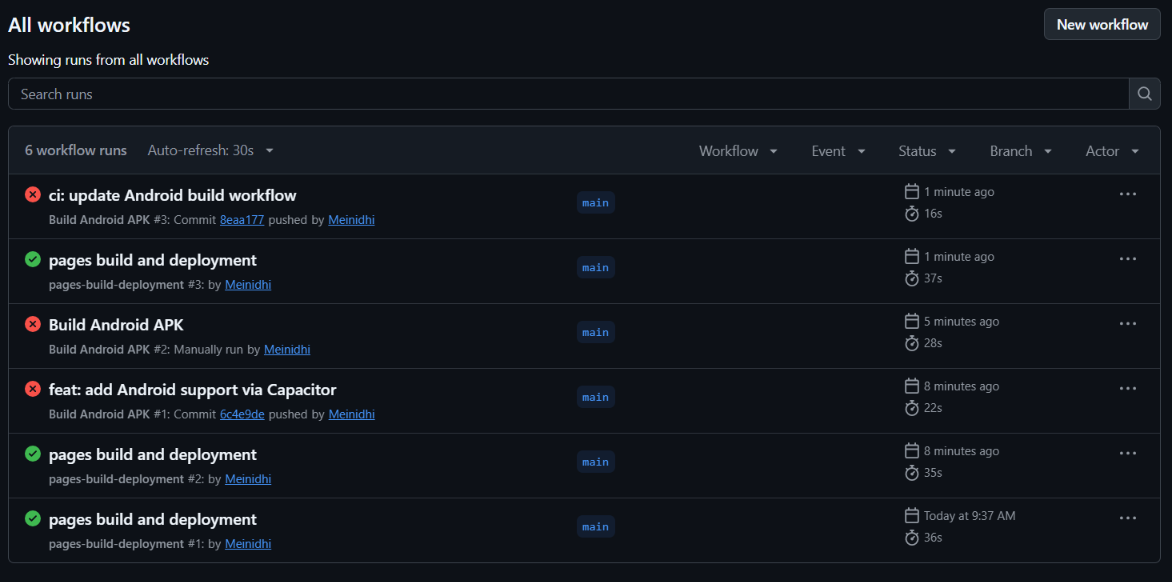 All workflows
New workflow
Showing runs from all workflows
Search runs
6 workflow runs Auto-refresh: 30s Workflow Event Status Branch Actor
ci: update Android build workflow main 1 minute ago
Build Android APK #3: Commit 8eaa177 pushed by Meinidhi 16s
pages build and deployment main 1 minute ago
pages-build-deployment #3: by Meinidhi 37s
Build Android APK main 5 minutes ago
Build Android APK #2: Manually run by Meinidhi 28s
feat: add Android support via Capacitor main 8 minutes ago
Build Android APK #1: Commit 6c4e9de pushed by Meinidhi 22s
pages build and deployment main 8 minutes ago
pages-build-deployment #2: by Meinidhi 35s
pages build and deployment main Today at 9:37 AM
pages-build-deployment #1: by Meinidhi 36s